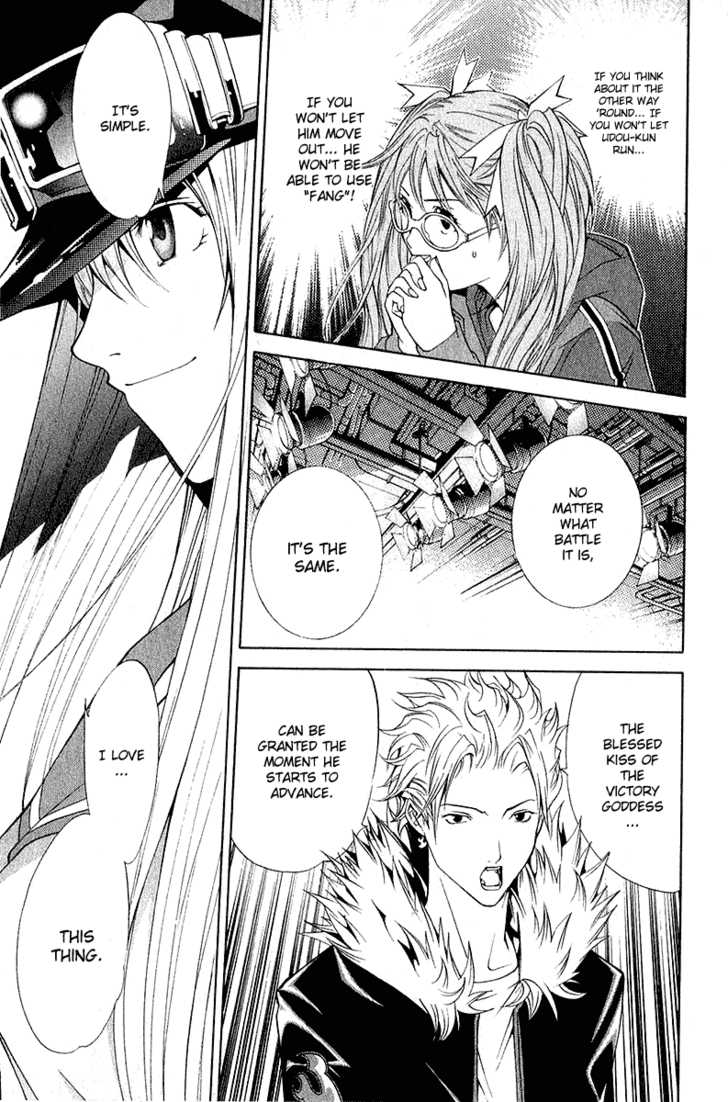 IF YOU THINK
ABOUT IT THE
OTHER WAY
'ROUND... IF
YOU WON'T LET
UDOU-KUN
RUN...
IF YOU
WON'T LET
HIM MOVE
OUT... HE
WON'T BE
ABLE TO USE
"FANG"!
NO
MATTER
WHAT
BATTLE
IT IS,
IT'S THE
SAME.
THE
BLESSED
KISS OF
THE
VICTORY
GODDESS
...
CAN BE
GRANTED THE
MOMENT HE
STARTS TO
ADVANCE.
IT'S
SIMPLE.
I LOVE
...
THIS
THING.